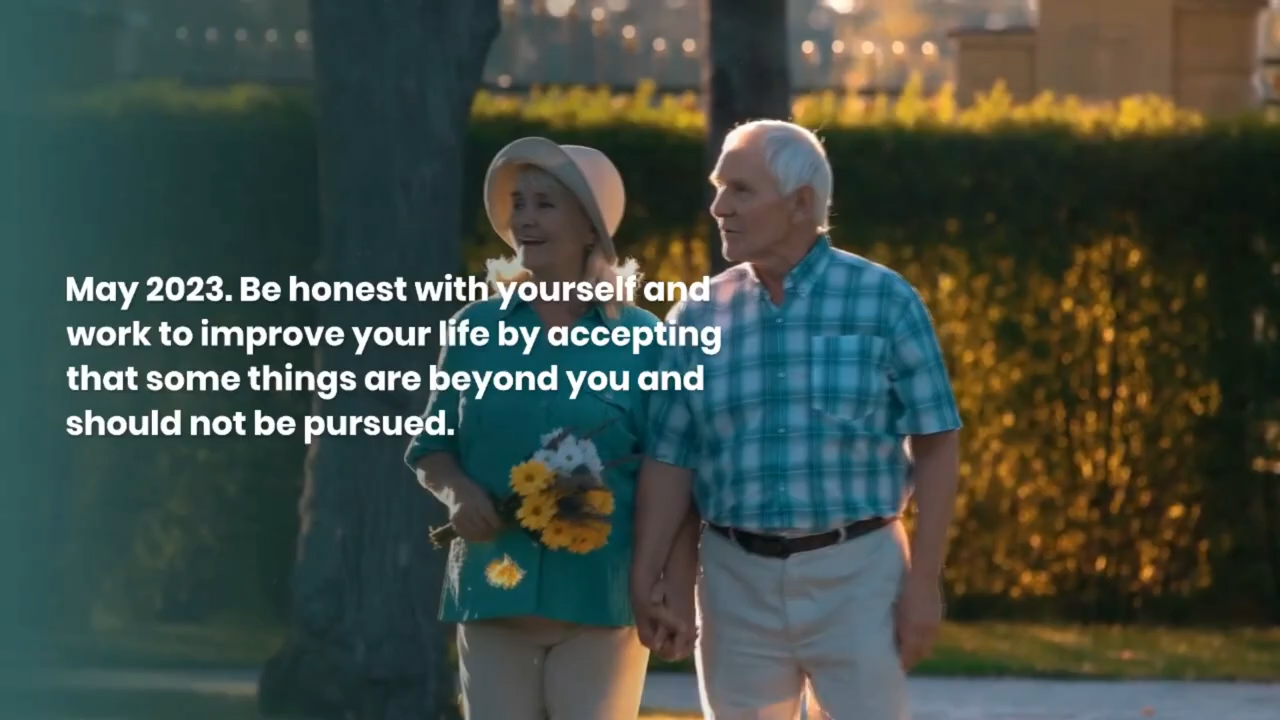 May 2023. Be honest with yourself and
work to improve your life by accepting
that some things are beyond you and
should not be pursued.